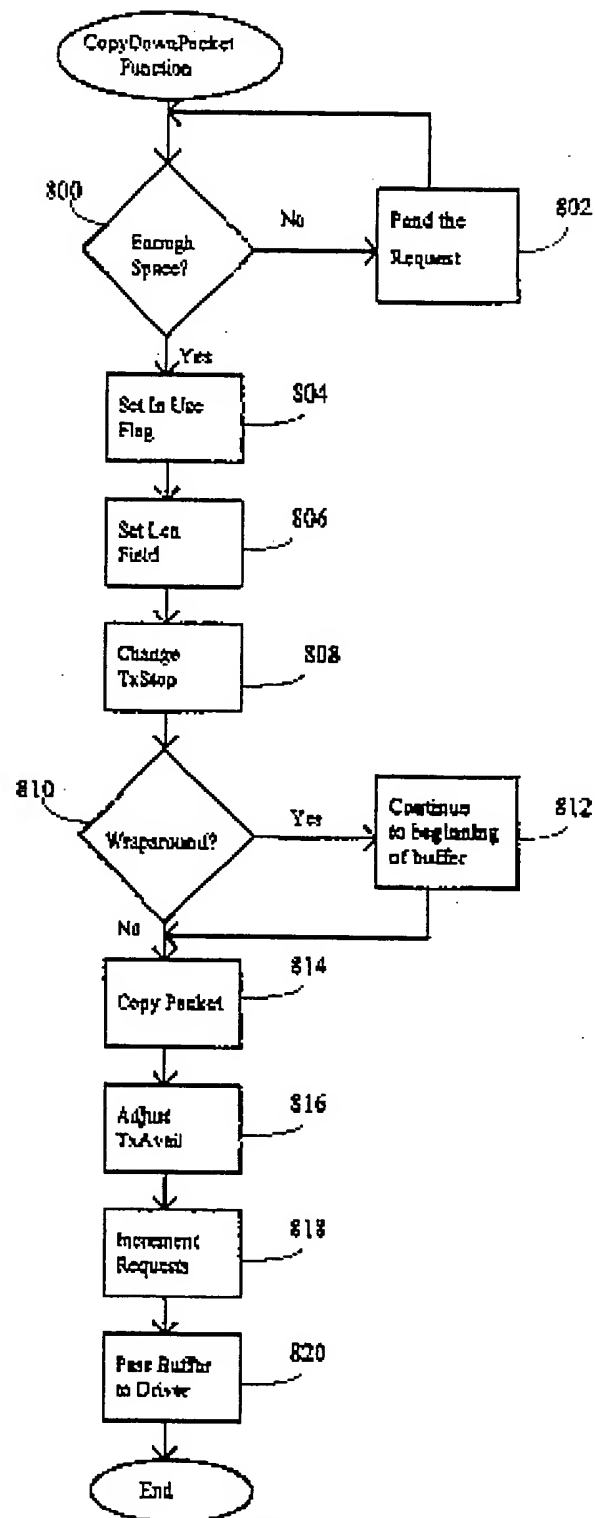 CopyDownPacket
Function
800
Enough
Space?
No
Pend the
Request
802
Yes
Set In Use
Flag
804
Set Len
Field
806
Change
TxStop
808
810
Wraparound?
Yes
Continue
to beginning
of buffer
812
No
Copy Packet
814
Adjust
TxAvail
816
Increment
Requests
818
Pass Buffer
to Driver
820
End